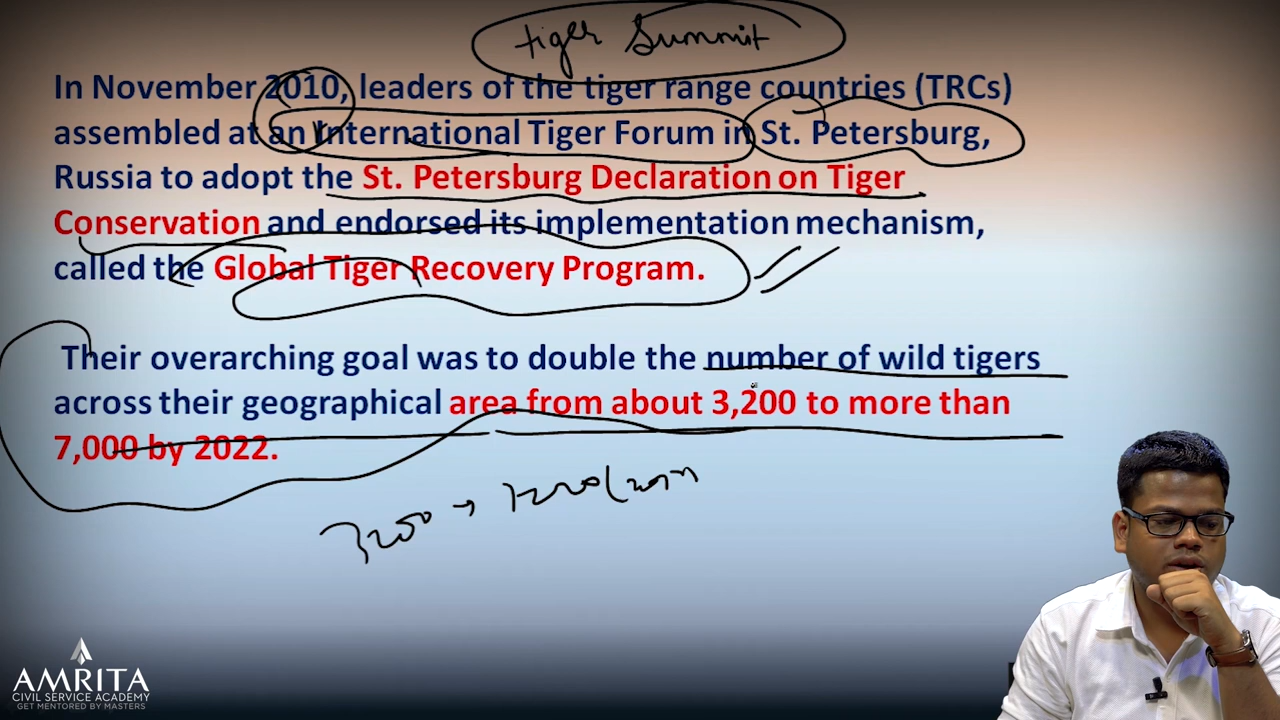 tiger Summit
In November 2010, leaders of the tiger range countries (TRCs)
assembled at an International Tiger Forum in St. Petersburg,
Russia to adopt the St. Petersburg Declaration on Tiger
Conservation and endorsed its implementation mechanism,
called the Global Tiger Recovery Program.
Their overarching goal was to double the number of wild tigers
across their geographical area from about 3,200 to more than
7,000 by 2022.
3200 →
AMRITA
CIVIL SERVICE ACADEMY
GET MENTORED BY MASTERS